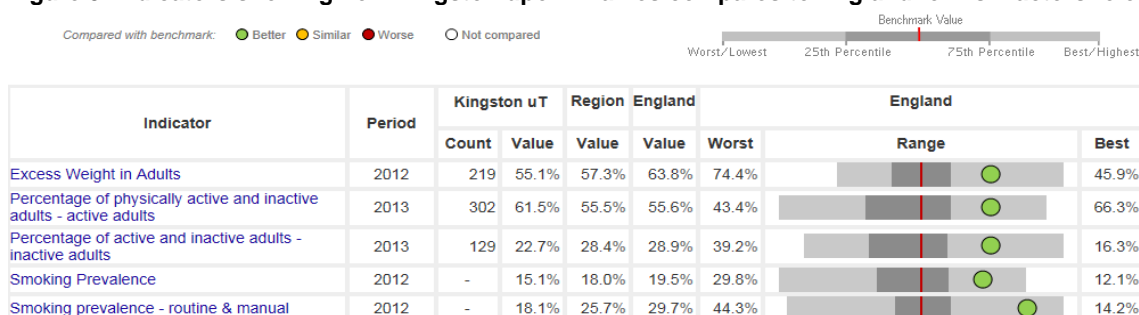 Compared with benchmark: Better Similar Worse Not compared
Benchmark Value
Worst/Lowest 25th Percentile 75th Percentile Best/Highest
Indicator Period Kingston uT Region England England
Count Value Value Value Worst Range Best
Excess Weight in Adults 2012 219 55.1% 57.3% 63.8% 74.4% 45.9%
Percentage of physically active and inactive
adults - active adults 2013 302 61.5% 55.5% 55.6% 43.4% 66.3%
Percentage of active and inactive adults -
inactive adults 2013 129 22.7% 28.4% 28.9% 39.2% 16.3%
Smoking Prevalence 2012 - 15.1% 18.0% 19.5% 29.8% 12.1%
Smoking prevalence - routine & manual 2012 - 18.1% 25.7% 29.7% 44.3% 14.2%